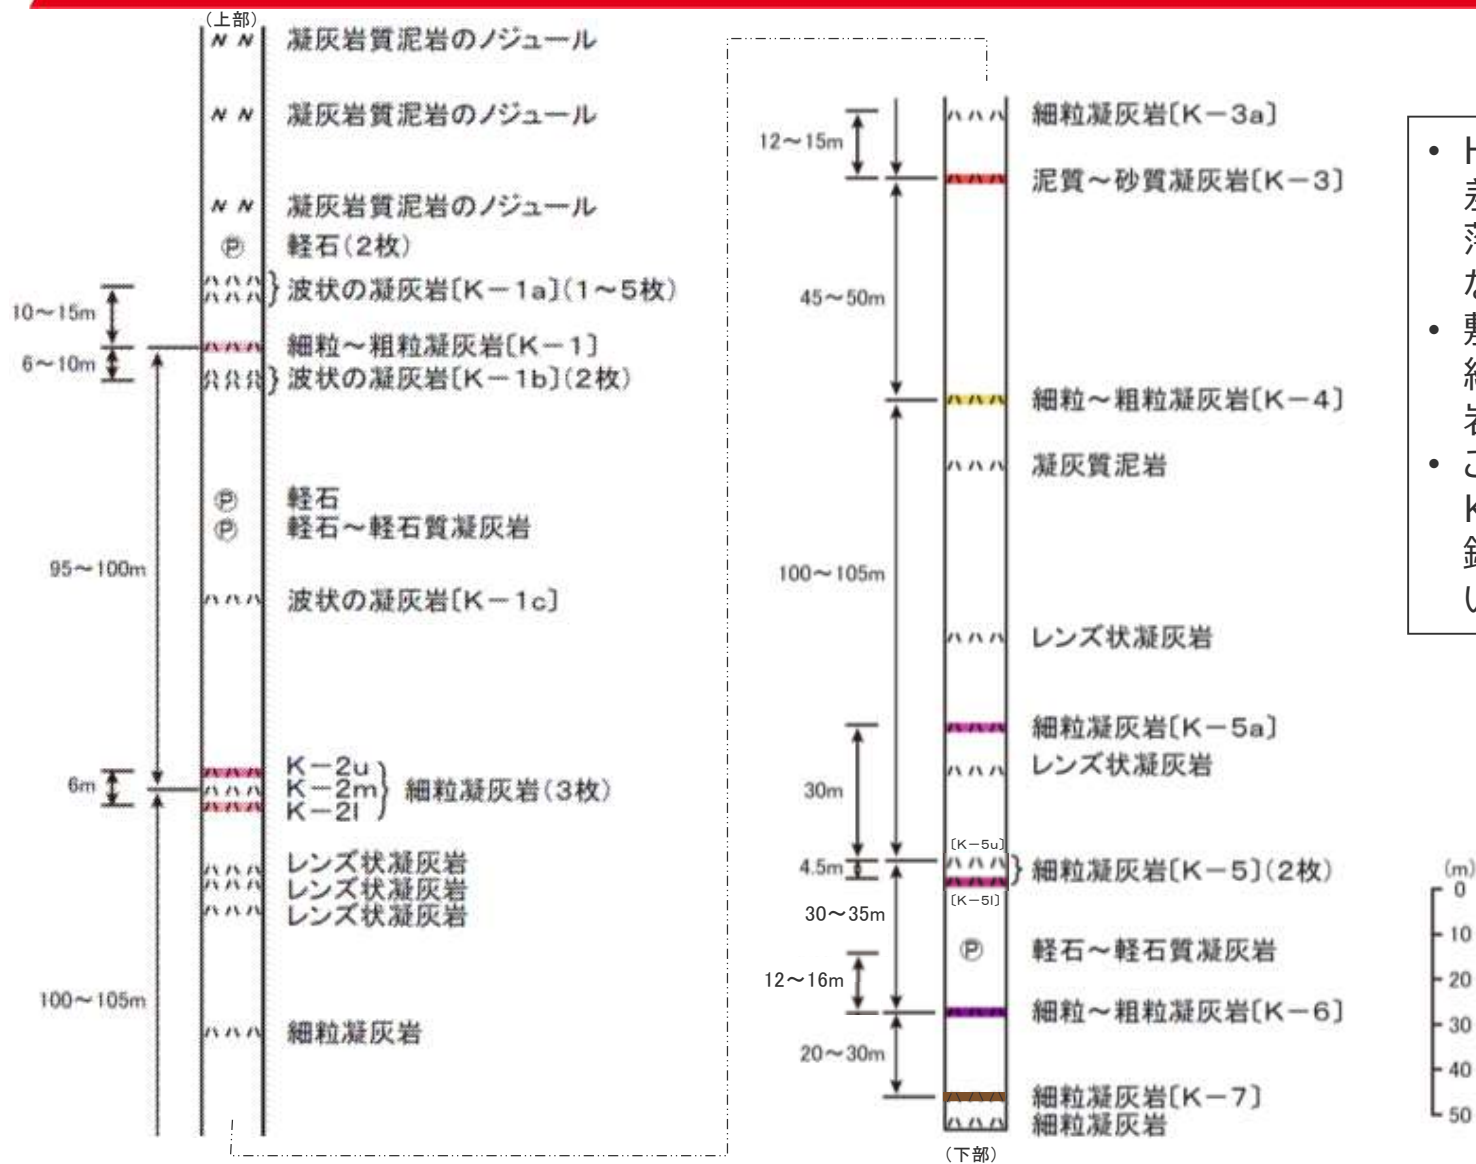 (上部)
凝灰岩質泥岩のノジュール
凝灰岩質泥岩のノジュール
凝灰岩質泥岩のノジュール
Ⓟ 軽石(2枚)
波状の凝灰岩〔K-1a〕(1~5枚)
10~15m
細粒~粗粒凝灰岩〔K-1〕
6~10m
波状の凝灰岩〔K-1b〕(2枚)
Ⓟ 軽石
Ⓟ 軽石~軽石質凝灰岩
95~100m
波状の凝灰岩〔K-1c〕
6m
K-2u
K-2m
K-2l
細粒凝灰岩(3枚)
レンズ状凝灰岩
レンズ状凝灰岩
レンズ状凝灰岩
100~105m
細粒凝灰岩
細粒凝灰岩〔K-3a〕
12~15m
泥質~砂質凝灰岩〔K-3〕
45~50m
細粒~粗粒凝灰岩〔K-4〕
凝灰質泥岩
100~105m
レンズ状凝灰岩
細粒凝灰岩〔K-5a〕
レンズ状凝灰岩
30m
〔K-5u〕
4.5m
細粒凝灰岩〔K-5〕(2枚)
〔K-5l〕
30~35m
Ⓟ 軽石~軽石質凝灰岩
12~16m
細粒~粗粒凝灰岩〔K-6〕
20~30m
細粒凝灰岩〔K-7〕
細粒凝灰岩
(下部)
•
•
•
岩
K
い
(m)
0
10
20
30
40
50